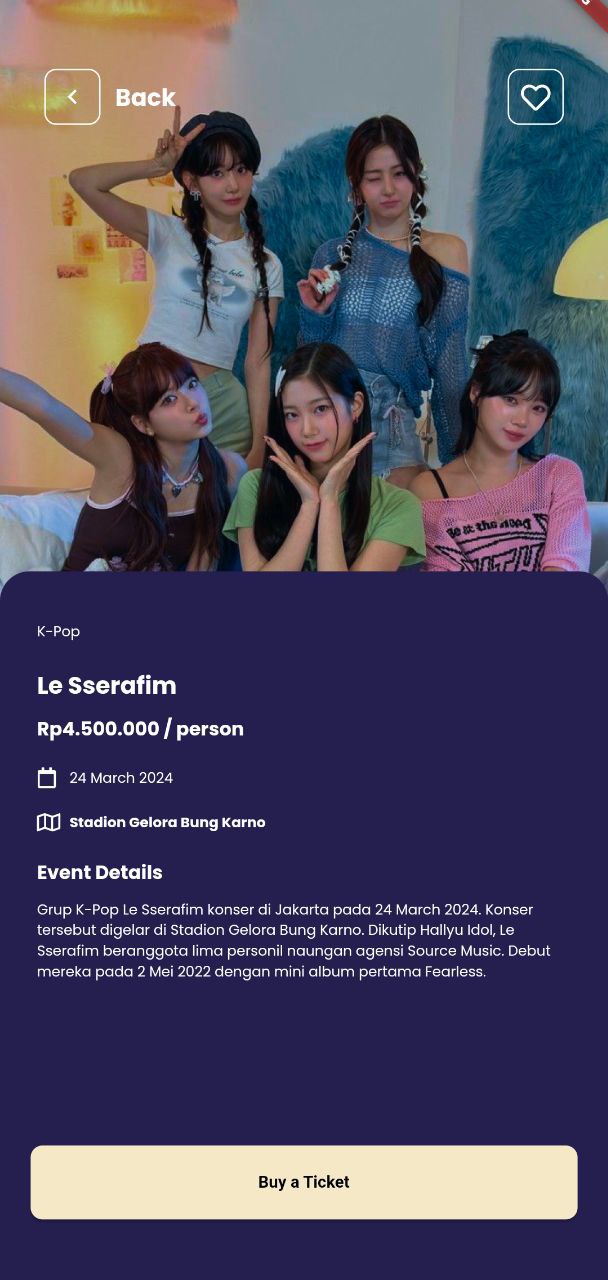 Back
K-Pop
Le Sserafim
Rp4.500.000 / person
24 March 2024
Stadion Gelora Bung Karno
Event Details
Grup K-Pop Le Sserafim konser di Jakarta pada 24 March 2024. Konser
tersebut digelar di Stadion Gelora Bung Karno. Dikutip Hallyu Idol, Le
Sserafim beranggota lima personil naungan agensi Source Music. Debut
mereka pada 2 Mei 2022 dengan mini album pertama Fearless.
Buy a Ticket